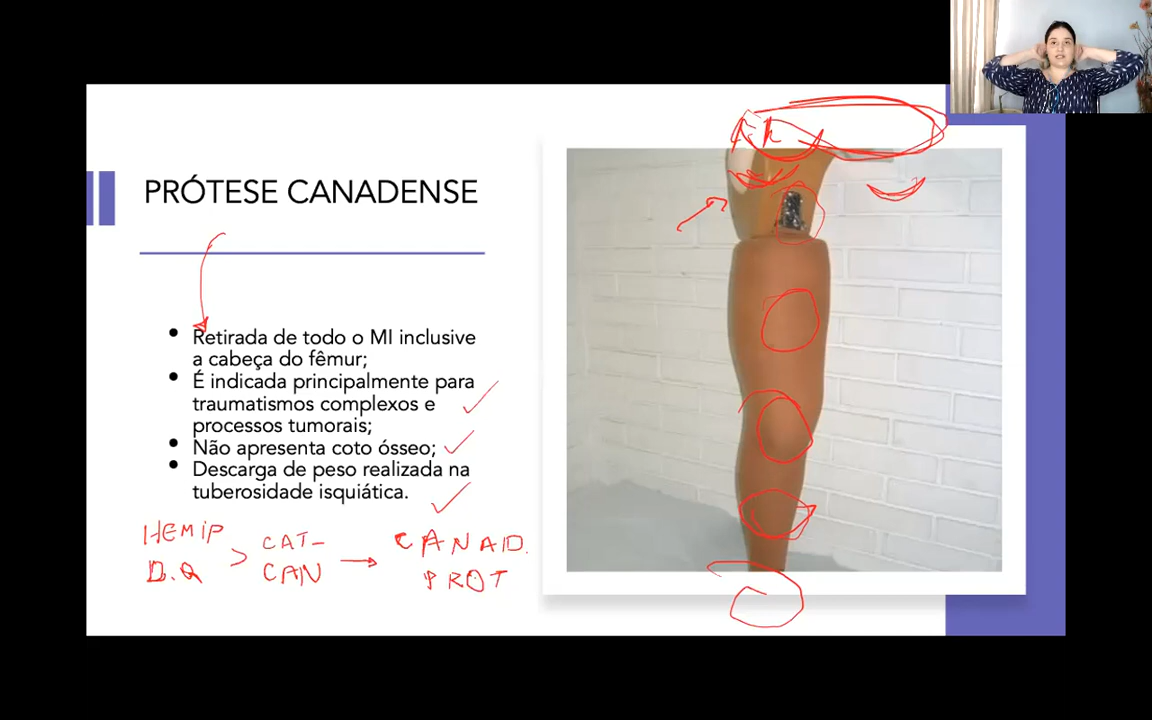 PRÓTESE CANADENSE
• Retirada de todo o MI inclusive
a cabeça do fêmur;
• É indicada principalmente para
traumatismos complexos e
processos tumorais;
• Não apresenta coto ósseo;
• Descarga de peso realizada na
tuberosidade isquiática.
HEMIP > CAT- → CANAD.
D.Q CAN PROT